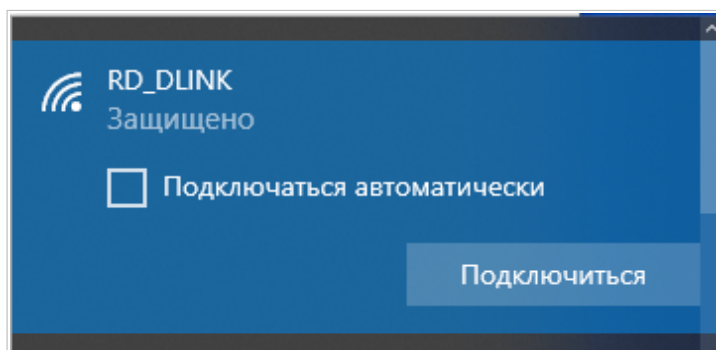 RD_DLINK
Защищено
Подключаться автоматически
Подключиться